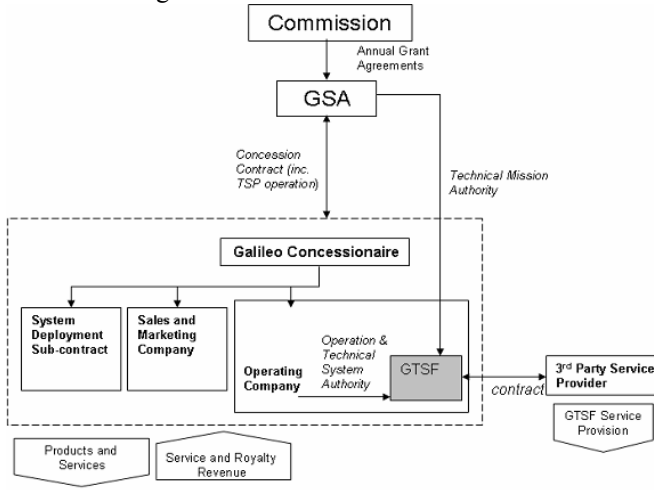 Commission
Annual Grant
Agreements
GSA
Concession
Contract (inc.
TSP operation)
Technical Mission
Authority
Galileo Concessionaire
System
Deployment
Sub-contract
Sales and
Marketing
Company
Operating
Company
Operation &
Technical
System
Authority
GTSF
contract
3rd Party Service
Provider
GTSF Service
Provision
Products and
Services
Service and Royalty
Revenue